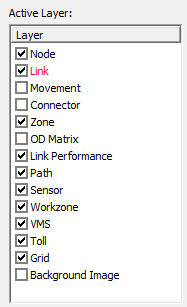 Active Layer:
Layer
Node
Link
Movement
Connector
Zone
OD Matrix
Link Performance
Path
Sensor
Workzone
VMS
Toll
Grid
Background Image